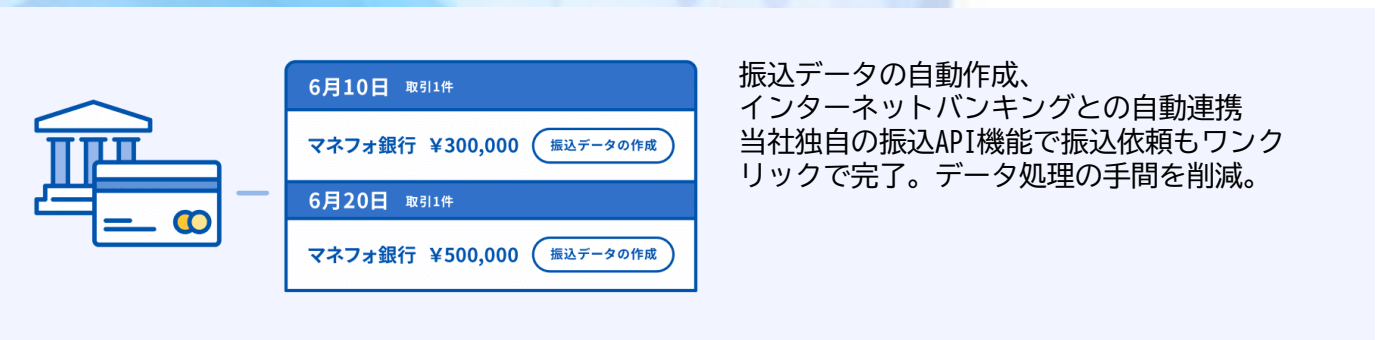 6月10日 取引1件
マネフォ銀行 ¥300,000 振込データの作成
6月20日 取引1件
マネフォ銀行 ¥500,000 振込データの作成
振込データの自動作成、
インターネットバンキングとの自動連携
当社独自の振込API機能で振込依頼もワンク
リックで完了。データ処理の手間を削減。